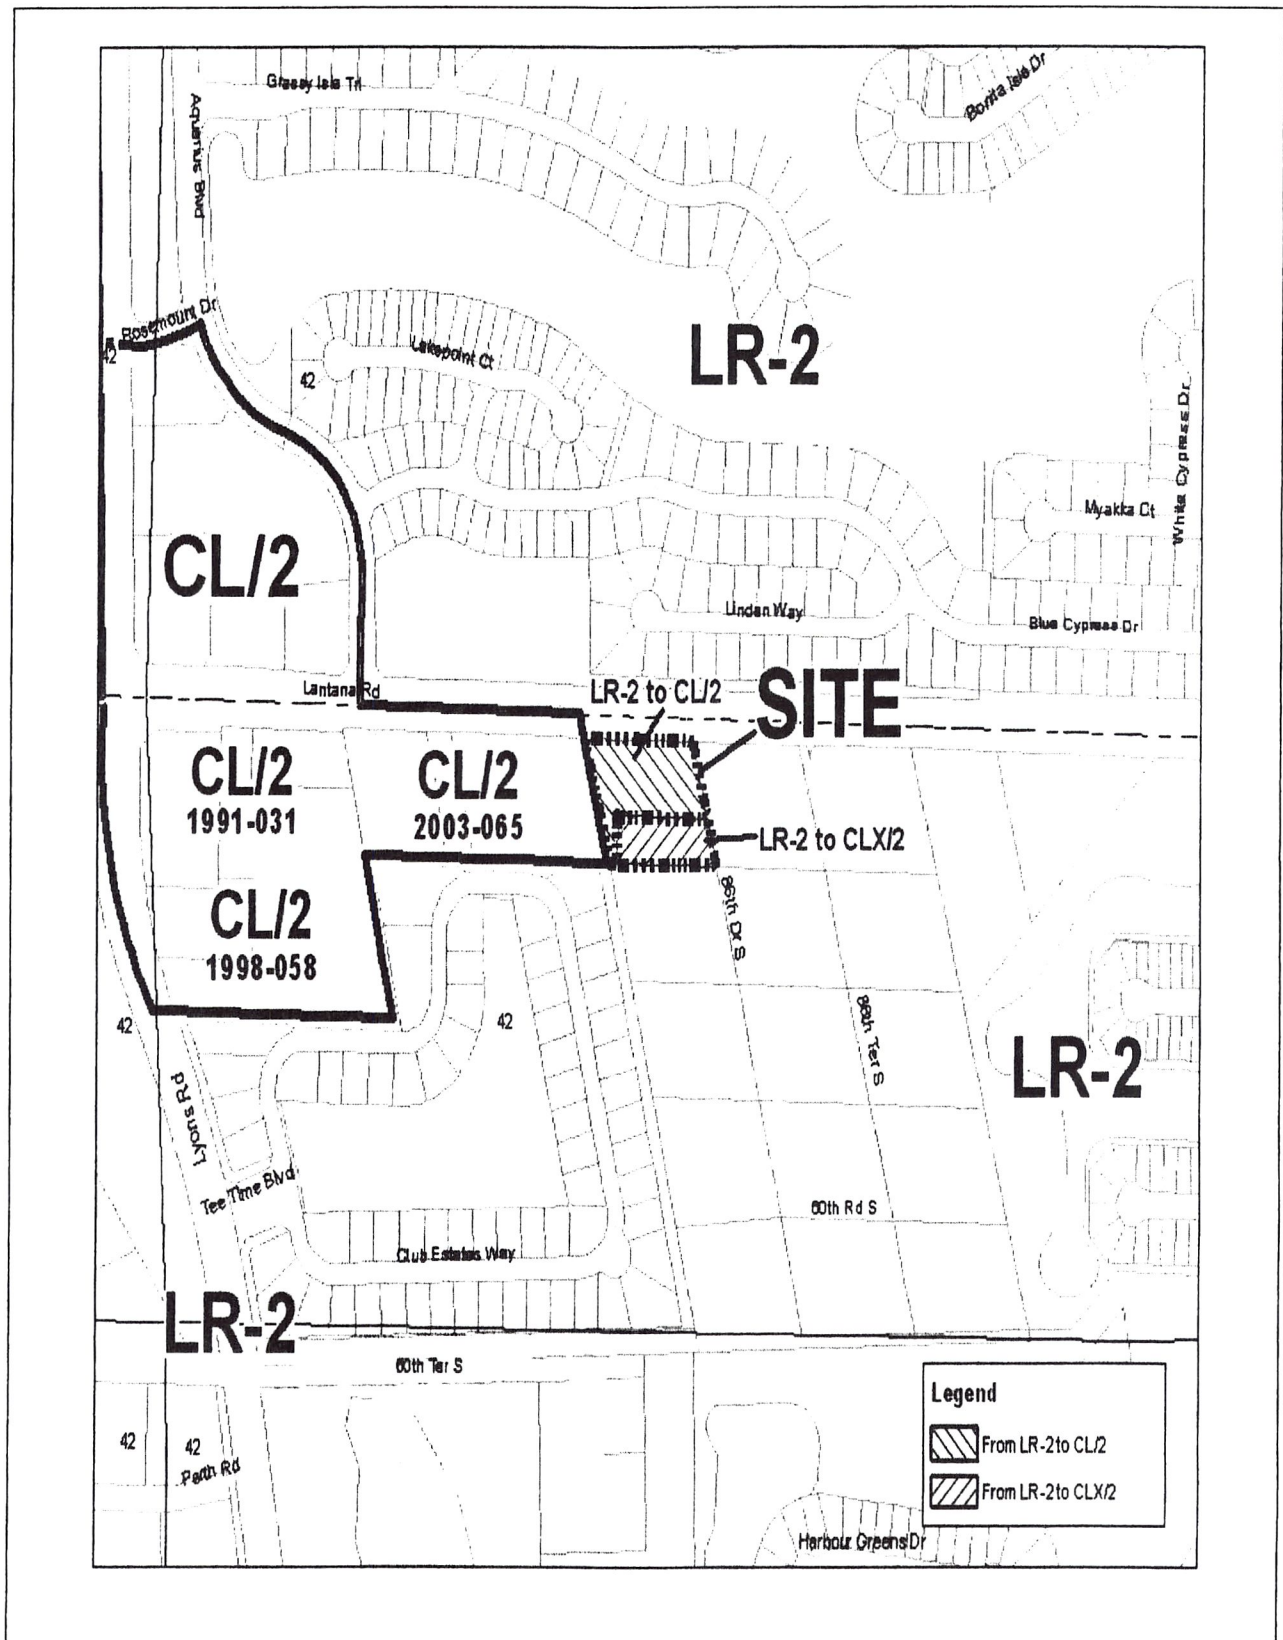 Grassy Isle Trl
Bonita Isle Dr
Aquarius Blvd
Rosemount Dr
42
Lakepoint Ct
42
LR-2
White Cypress Dr
Myakka Ct
CL/2
Linden Way
Blue Cypress Dr
Lantana Rd
LR-2 to CL/2
SITE
CL/2
1991-031
CL/2
2003-065
LR-2 to CLX/2
CL/2
1998-058
86th Dr S
42
42
88th Ter S
LR-2
Lyons Rd
Tee Time Blvd
60th Rd S
Club Estates Way
LR-2
60th Ter S
Legend
From LR-2 to CL/2
From LR-2 to CLX/2
42
42
Perth Rd
Harbour Greens Dr